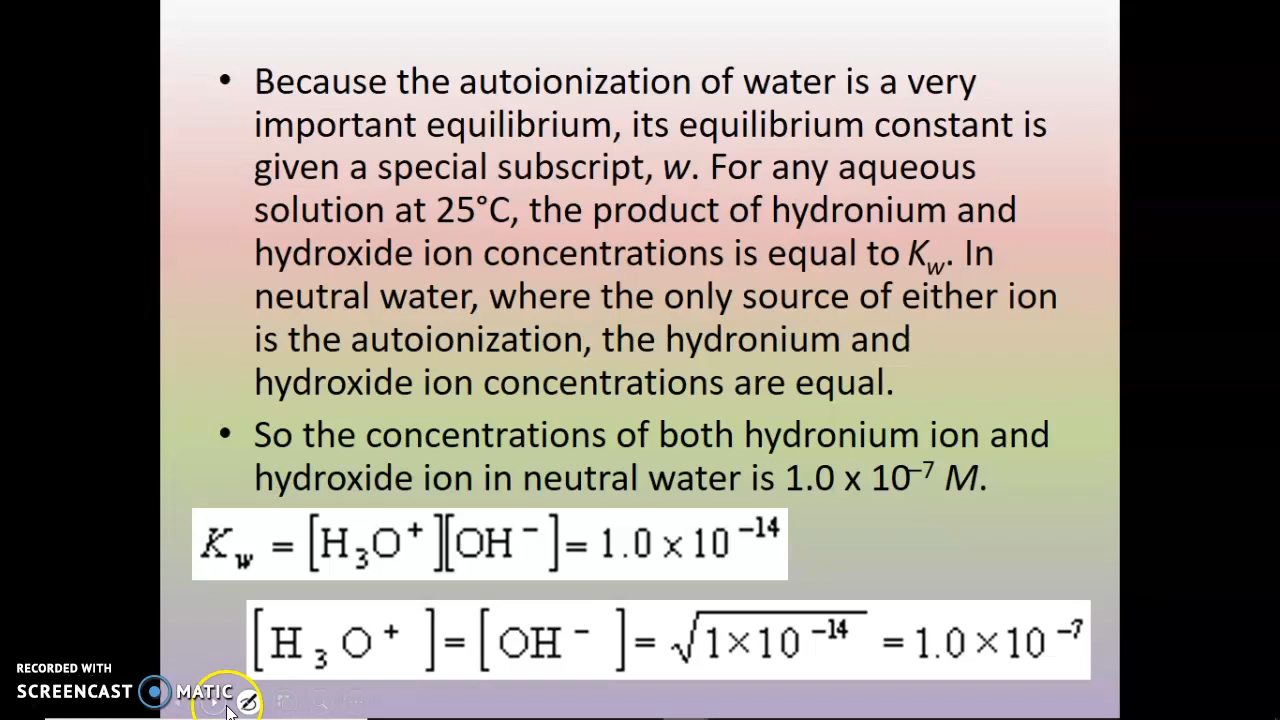 • Because the autoionization of water is a very
important equilibrium, its equilibrium constant is
given a special subscript, w. For any aqueous
solution at 25°C, the product of hydronium and
hydroxide ion concentrations is equal to Kw. In
neutral water, where the only source of either ion
is the autoionization, the hydronium and
hydroxide ion concentrations are equal.
• So the concentrations of both hydronium ion and
hydroxide ion in neutral water is 1.0 x 10⁻⁷ M.
Kw = [H₃O⁺][OH⁻] = 1.0 × 10⁻¹⁴
[H₃O⁺] = [OH⁻] = √1×10⁻¹⁴ = 1.0 × 10⁻⁷
RECORDED WITH
SCREENCAST MATIC